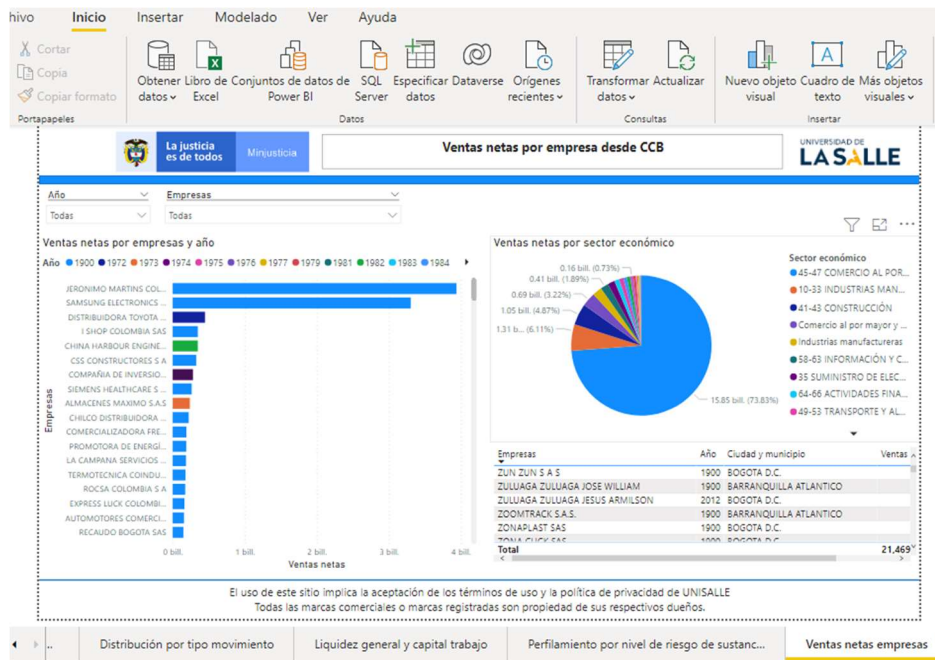 hivo Inicio Insertar Modelado Ver Ayuda
Cortar
Copia
Copiar formato
Portapapeles
Obtener datos
Libro de Excel
Conjuntos de datos de Power BI
SQL Server
Especificar datos
Dataverse
Orígenes recientes
Datos
Transformar datos
Actualizar
Consultas
Nuevo objeto visual
Cuadro de texto
Más objetos visuales
Insertar
La justicia
es de todos
Minjusticia
Ventas netas por empresa desde CCB
UNIVERSIDAD DE
LA SALLE
Año
Todas
Empresas
Todas
Ventas netas por empresas y año
Año 1900 1972 1973 1974 1975 1976 1977 1979 1981 1982 1983 1984
Empresas
JERONIMO MARTINS COL...
SAMSUNG ELECTRONICS ...
DISTRIBUIDORA TOYOTA ...
I SHOP COLOMBIA SAS
CHINA HARBOUR ENGINE...
CSS CONSTRUCTORES S A
COMPAÑIA DE INVERSIO...
SIEMENS HEALTHCARE S ...
ALMACENES MAXIMO S.A.S
CHILCO DISTRIBUIDORA ...
COMERCIALIZADORA FRE...
PROMOTORA DE ENERGÍ...
LA CAMPANA SERVICIOS ...
TERMOTECNICA COINDU...
ROCSA COLOMBIA S A
EXPRESS LUCK COLOMBI...
AUTOMOTORES COMERCI...
RECAUDO BOGOTA SAS
0 bill. 1 bill. 2 bill. 3 bill. 4 bill.
Ventas netas
Ventas netas por sector económico
0.16 bill. (0.73%)
0.41 bill. (1.89%)
0.69 bill. (3.22%)
1.05 bill. (4.87%)
1.31 b... (6.11%)
15.85 bill. (73.83%)
Sector económico
45-47 COMERCIO AL POR...
10-33 INDUSTRIAS MAN...
41-43 CONSTRUCCIÓN
Comercio al por mayor y ...
Industrias manufactureras
58-63 INFORMACIÓN Y C...
35 SUMINISTRO DE ELEC...
64-66 ACTIVIDADES FINA...
49-53 TRANSPORTE Y AL...
Empresas Año Ciudad y municipio Ventas
ZUN ZUN S A S 1900 BOGOTA D.C.
ZULUAGA ZULUAGA JOSE WILLIAM 1900 BARRANQUILLA ATLANTICO
ZULUAGA ZULUAGA JESUS ARMILSON 2012 BOGOTA D.C.
ZOOMTRACK S.A.S. 1900 BARRANQUILLA ATLANTICO
ZONAPLAST SAS 1900 BOGOTA D.C.
ZONA CLICK SAS 1900 BOGOTA D.C.
Total 21,469
El uso de este sitio implica la aceptación de los términos de uso y la política de privacidad de UNISALLE
Todas las marcas comerciales o marcas registradas son propiedad de sus respectivos dueños.
.. Distribución por tipo movimiento Liquidez general y capital trabajo Perfilamiento por nivel de riesgo de sustanc... Ventas netas empresas